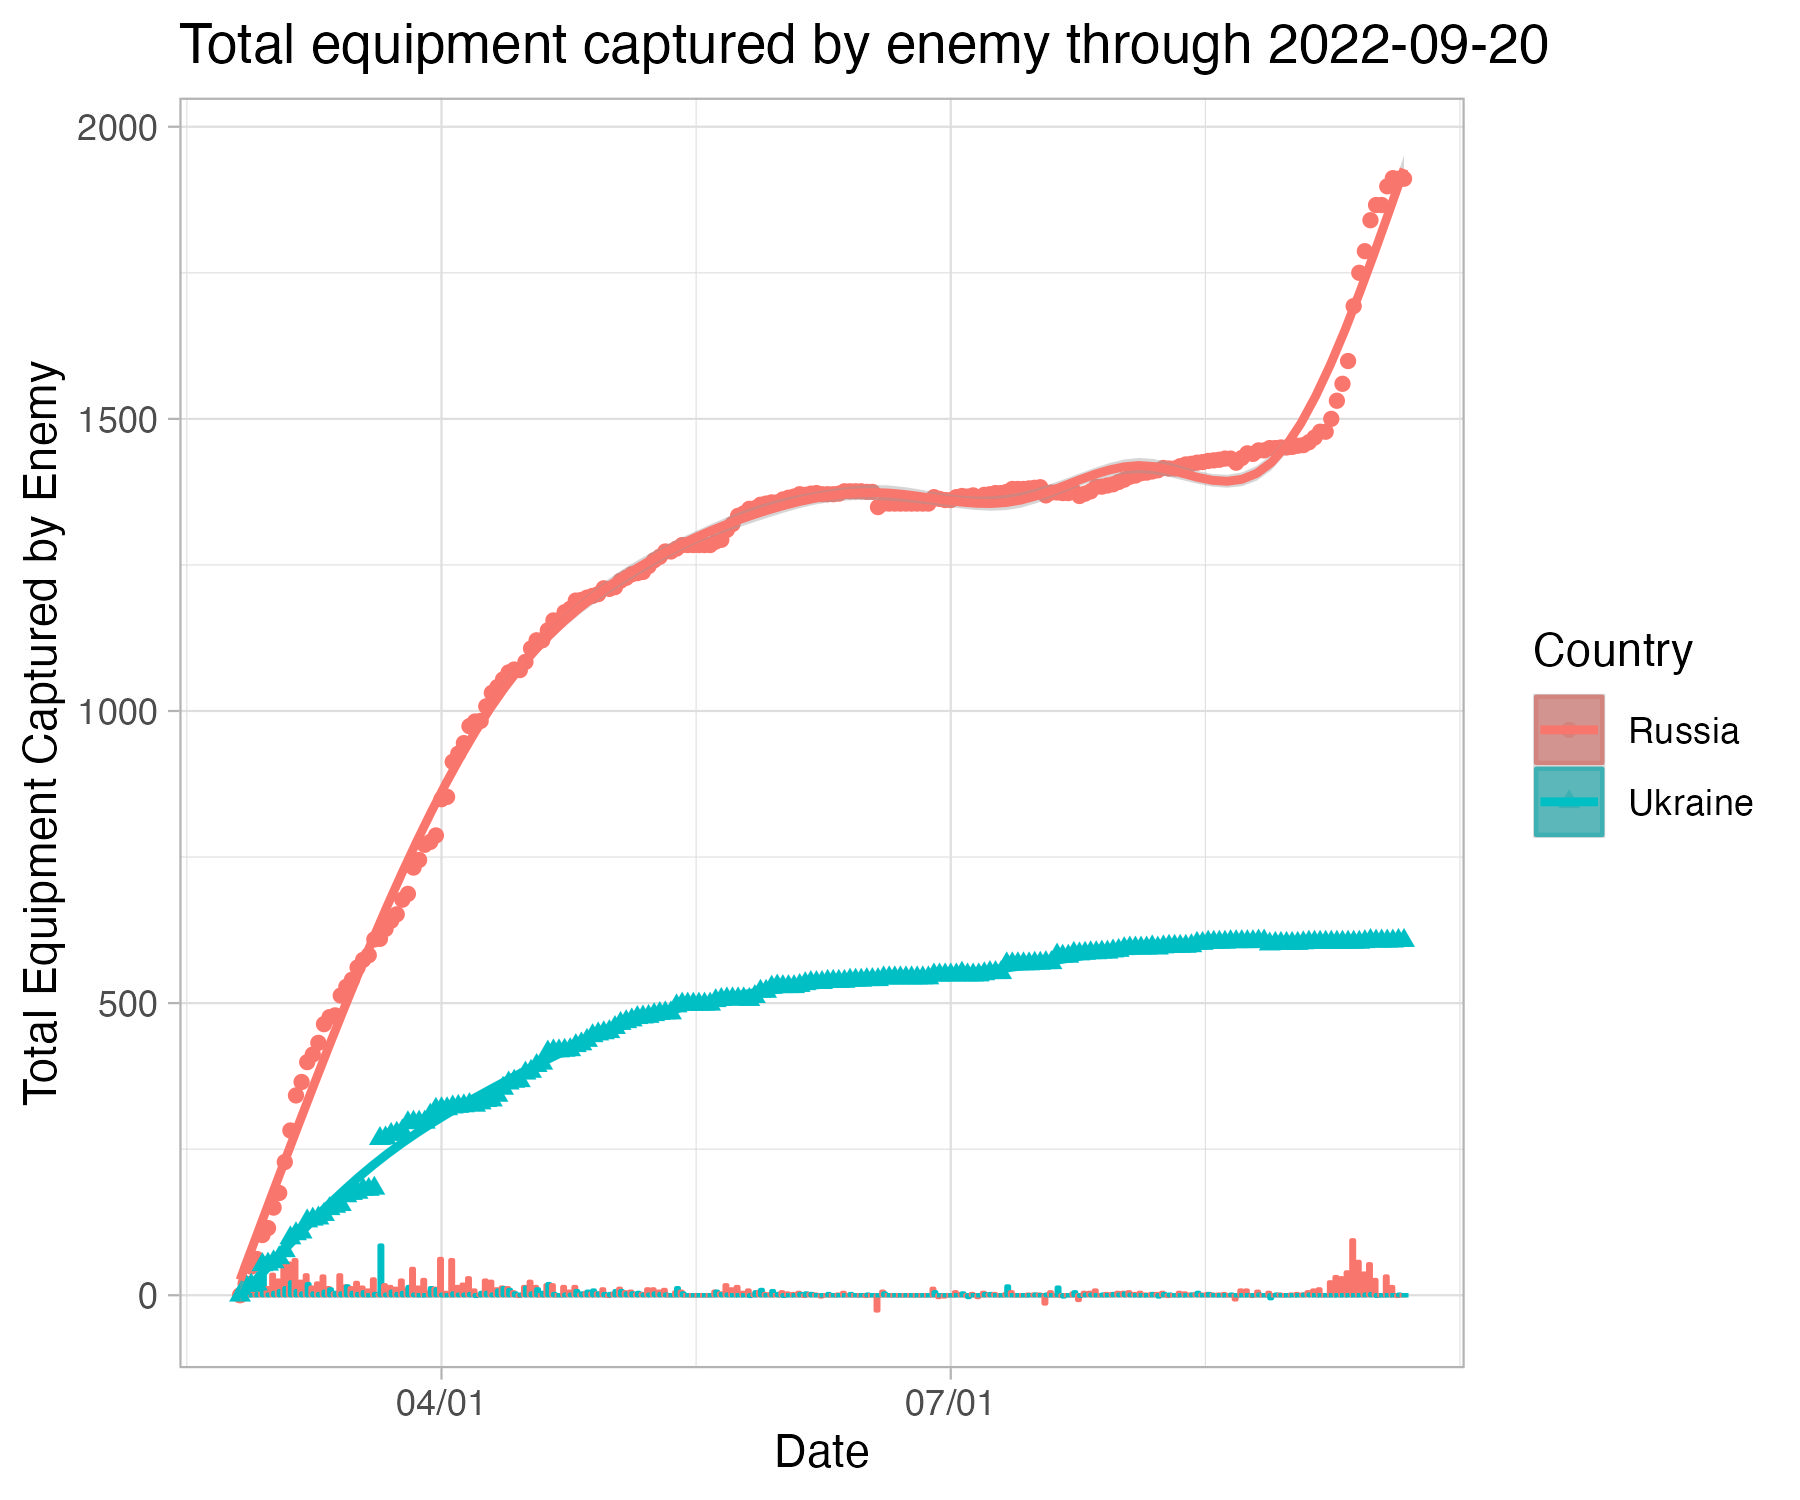 Total equipment captured by enemy through 2022-09-20
Total Equipment Captured by Enemy
2000
1500
1000
500
0
04/01
07/01
Date
Country
Russia
Ukraine